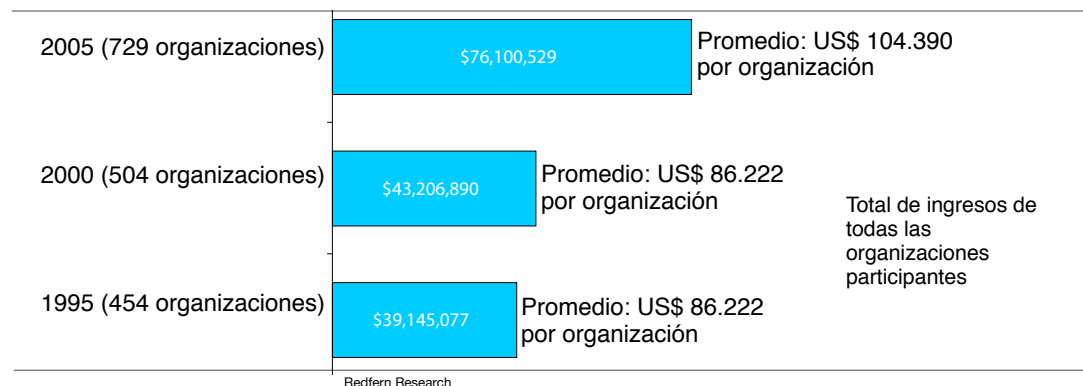 2005 (729 organizaciones)
$76,100,529
Promedio: US$ 104.390
por organización
2000 (504 organizaciones)
$43,206,890
Promedio: US$ 86.222
por organización
Total de ingresos de
todas las
organizaciones
participantes
1995 (454 organizaciones)
$39,145,077
Promedio: US$ 86.222
por organización
Redfern Research